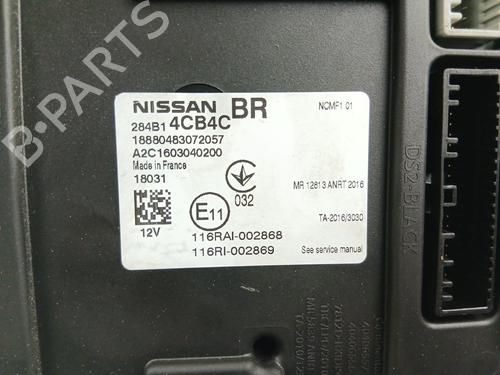 NISSAN BR
284B1 4CB4C
NCMF1 01
18880483072057
A2C1603040200
Made in France
18031
032
MR 12813 ANRT 2016
E11
TA-2016/3030
12V
116RAI-002868
116RI-002869
See service manual
DS2-BLACK
B-PARTS